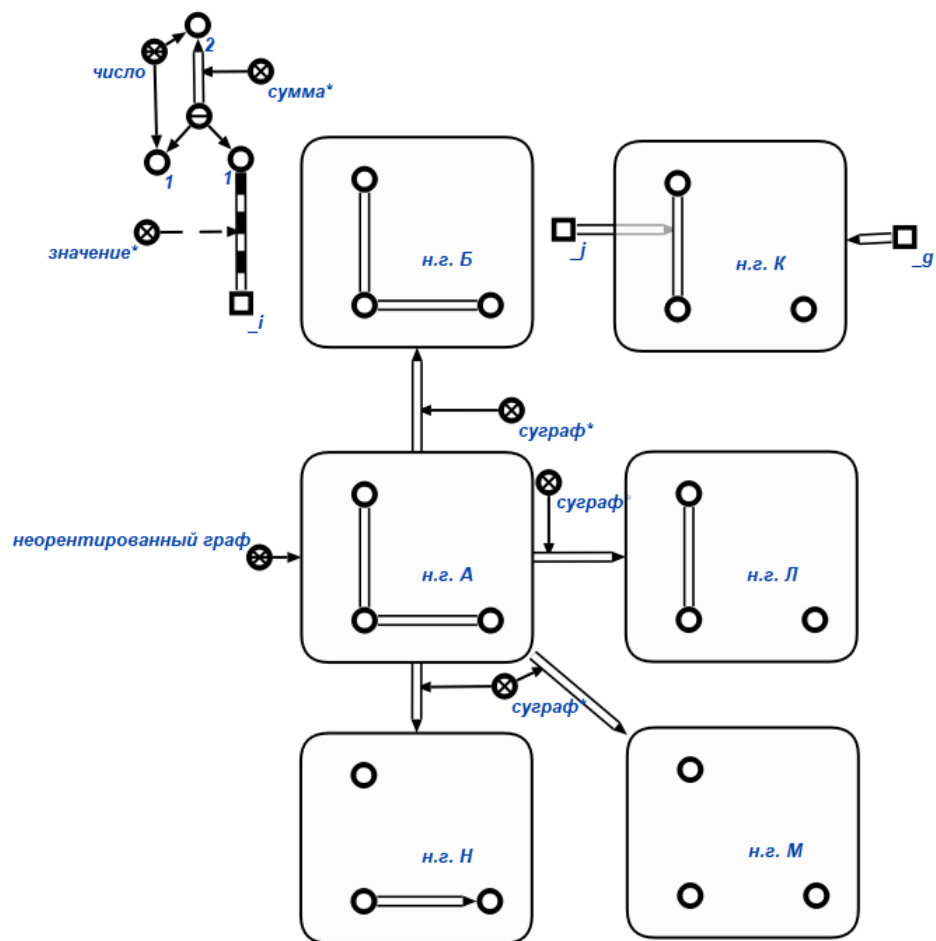 2
число
сумма*
1
1
значение*
_i
н.г. Б
_j
н.г. К
_g
суграф*
суграф*
неорентированный граф
н.г. А
н.г. Л
суграф*
н.г. Н
н.г. М